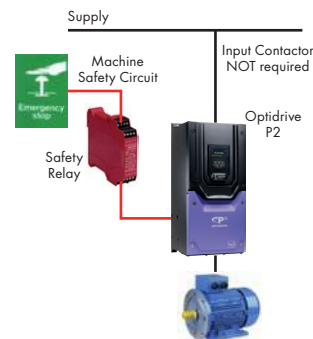 Supply
Machine
Safety Circuit
Input Contactor
NOT required
Emergency
stop
Optidrive
P2
Safety
Relay